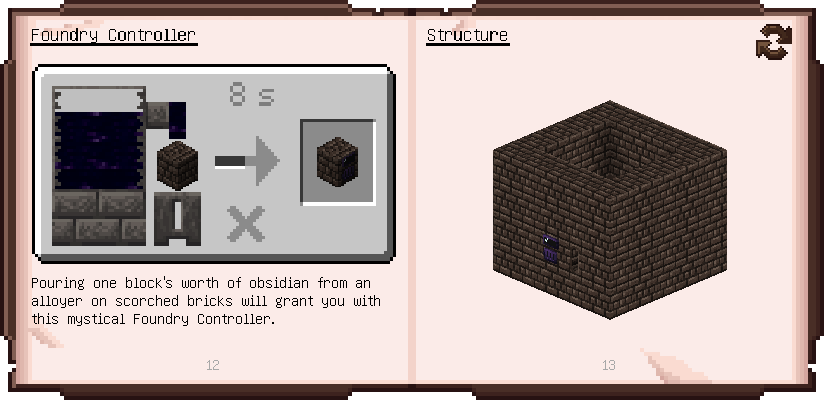 Foundry Controller
8 s
Pouring one block's worth of obsidian from an
alloyer on scorched bricks will grant you with
this mystical Foundry Controller.
12
Structure
13